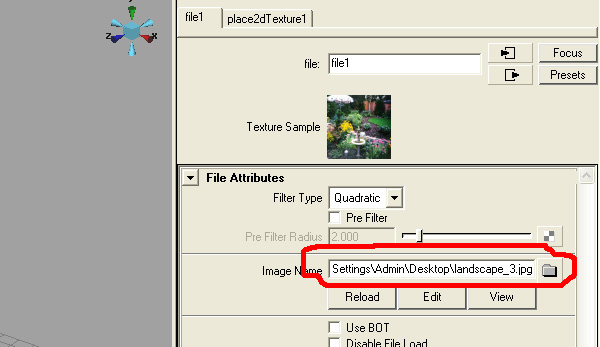 file1 place2dTexture1
z x
file: file1 Focus
Presets
Texture Sample
File Attributes
Filter Type Quadratic
Pre Filter
Pre Filter Radius 2.000
Image Name Settings\Admin\Desktop\landscape_3.jpg
Reload Edit View
Use BOT
Disable File Load